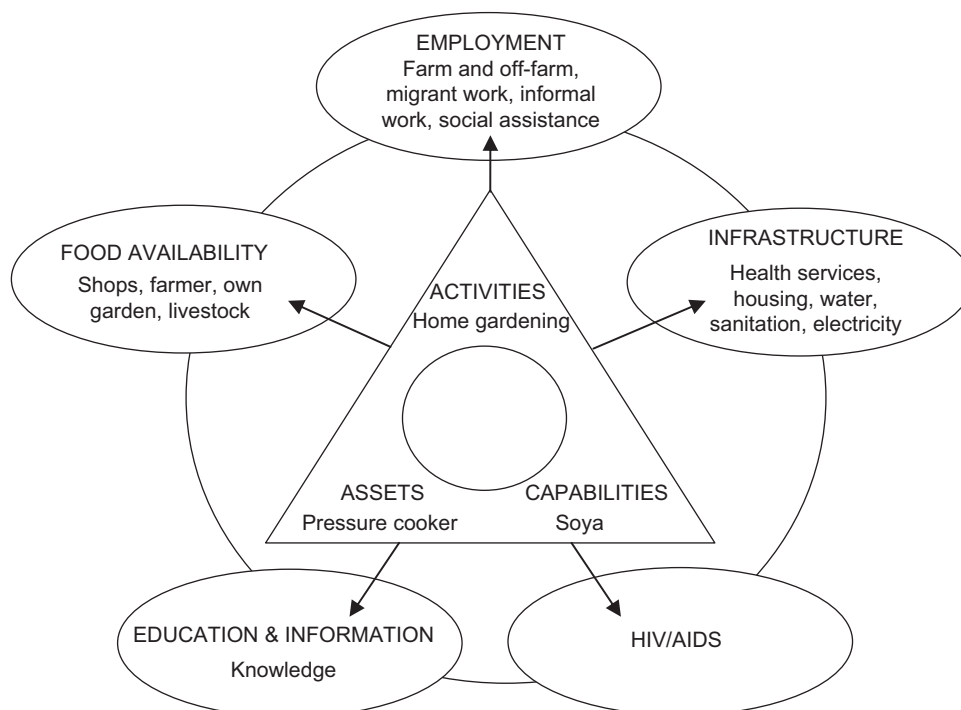 EMPLOYMENT
Farm and off-farm,
migrant work, informal
work, social assistance
FOOD AVAILABILITY
Shops, farmer, own
garden, livestock
INFRASTRUCTURE
Health services,
housing, water,
sanitation, electricity
ACTIVITIES
Home gardening
ASSETS
Pressure cooker
CAPABILITIES
Soya
EDUCATION & INFORMATION
Knowledge
HIV/AIDS